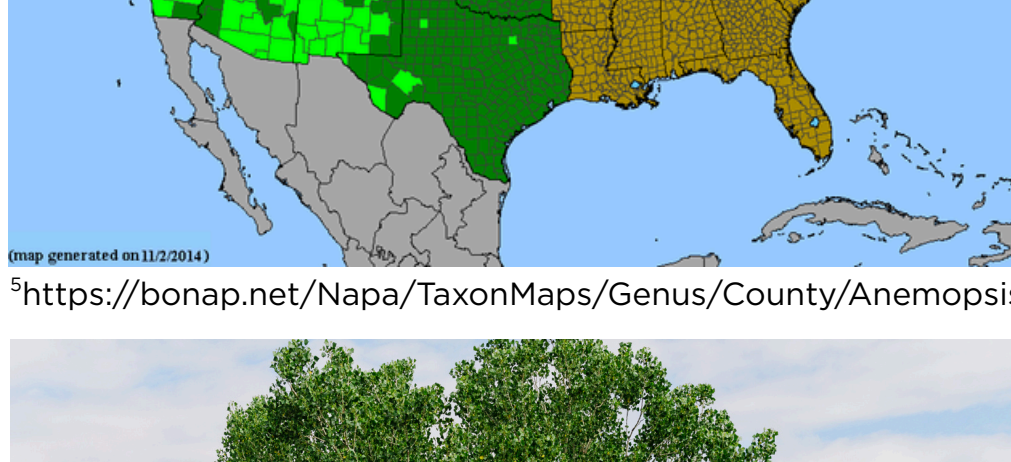 (map generated on 11/2/2014 )
⁵https://bonap.net/Napa/TaxonMaps/Genus/County/Anemopsis